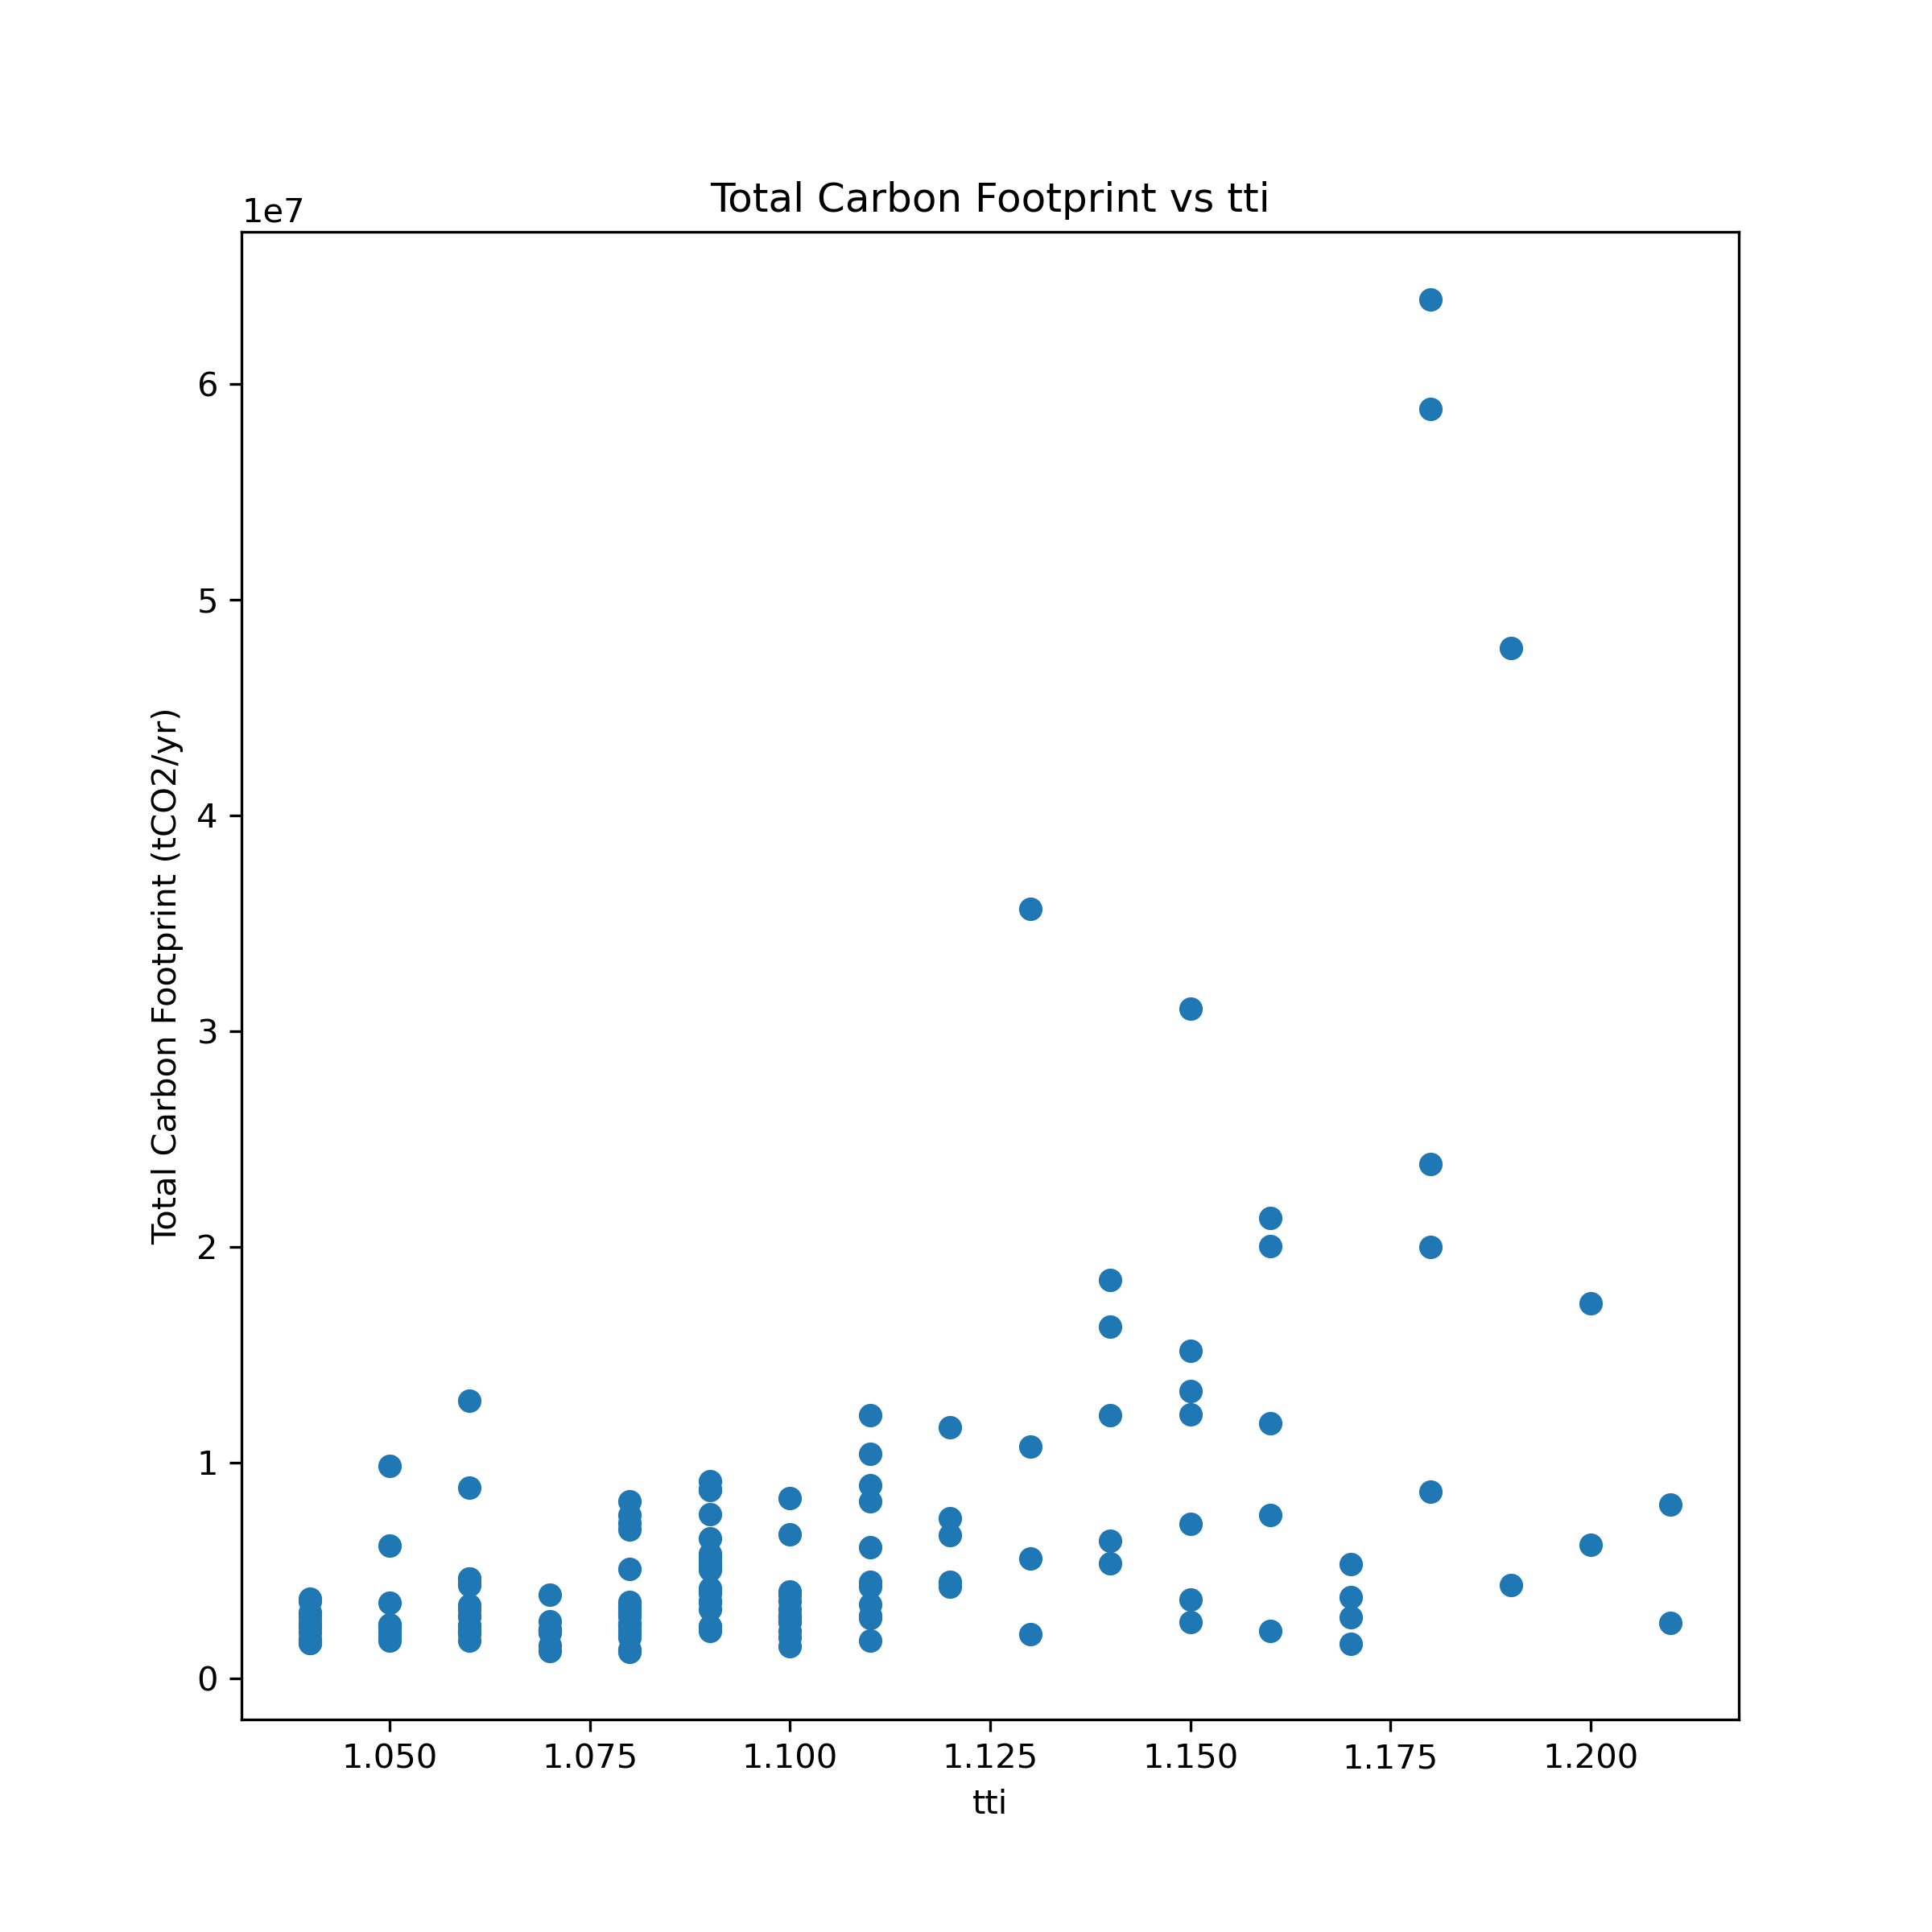 Total Carbon Footprint vs tti
1e7
6
5
4
3
2
1
0
Total Carbon Footprint (tCO2/yr)
1.050 1.075 1.100 1.125 1.150 1.175 1.200
tti